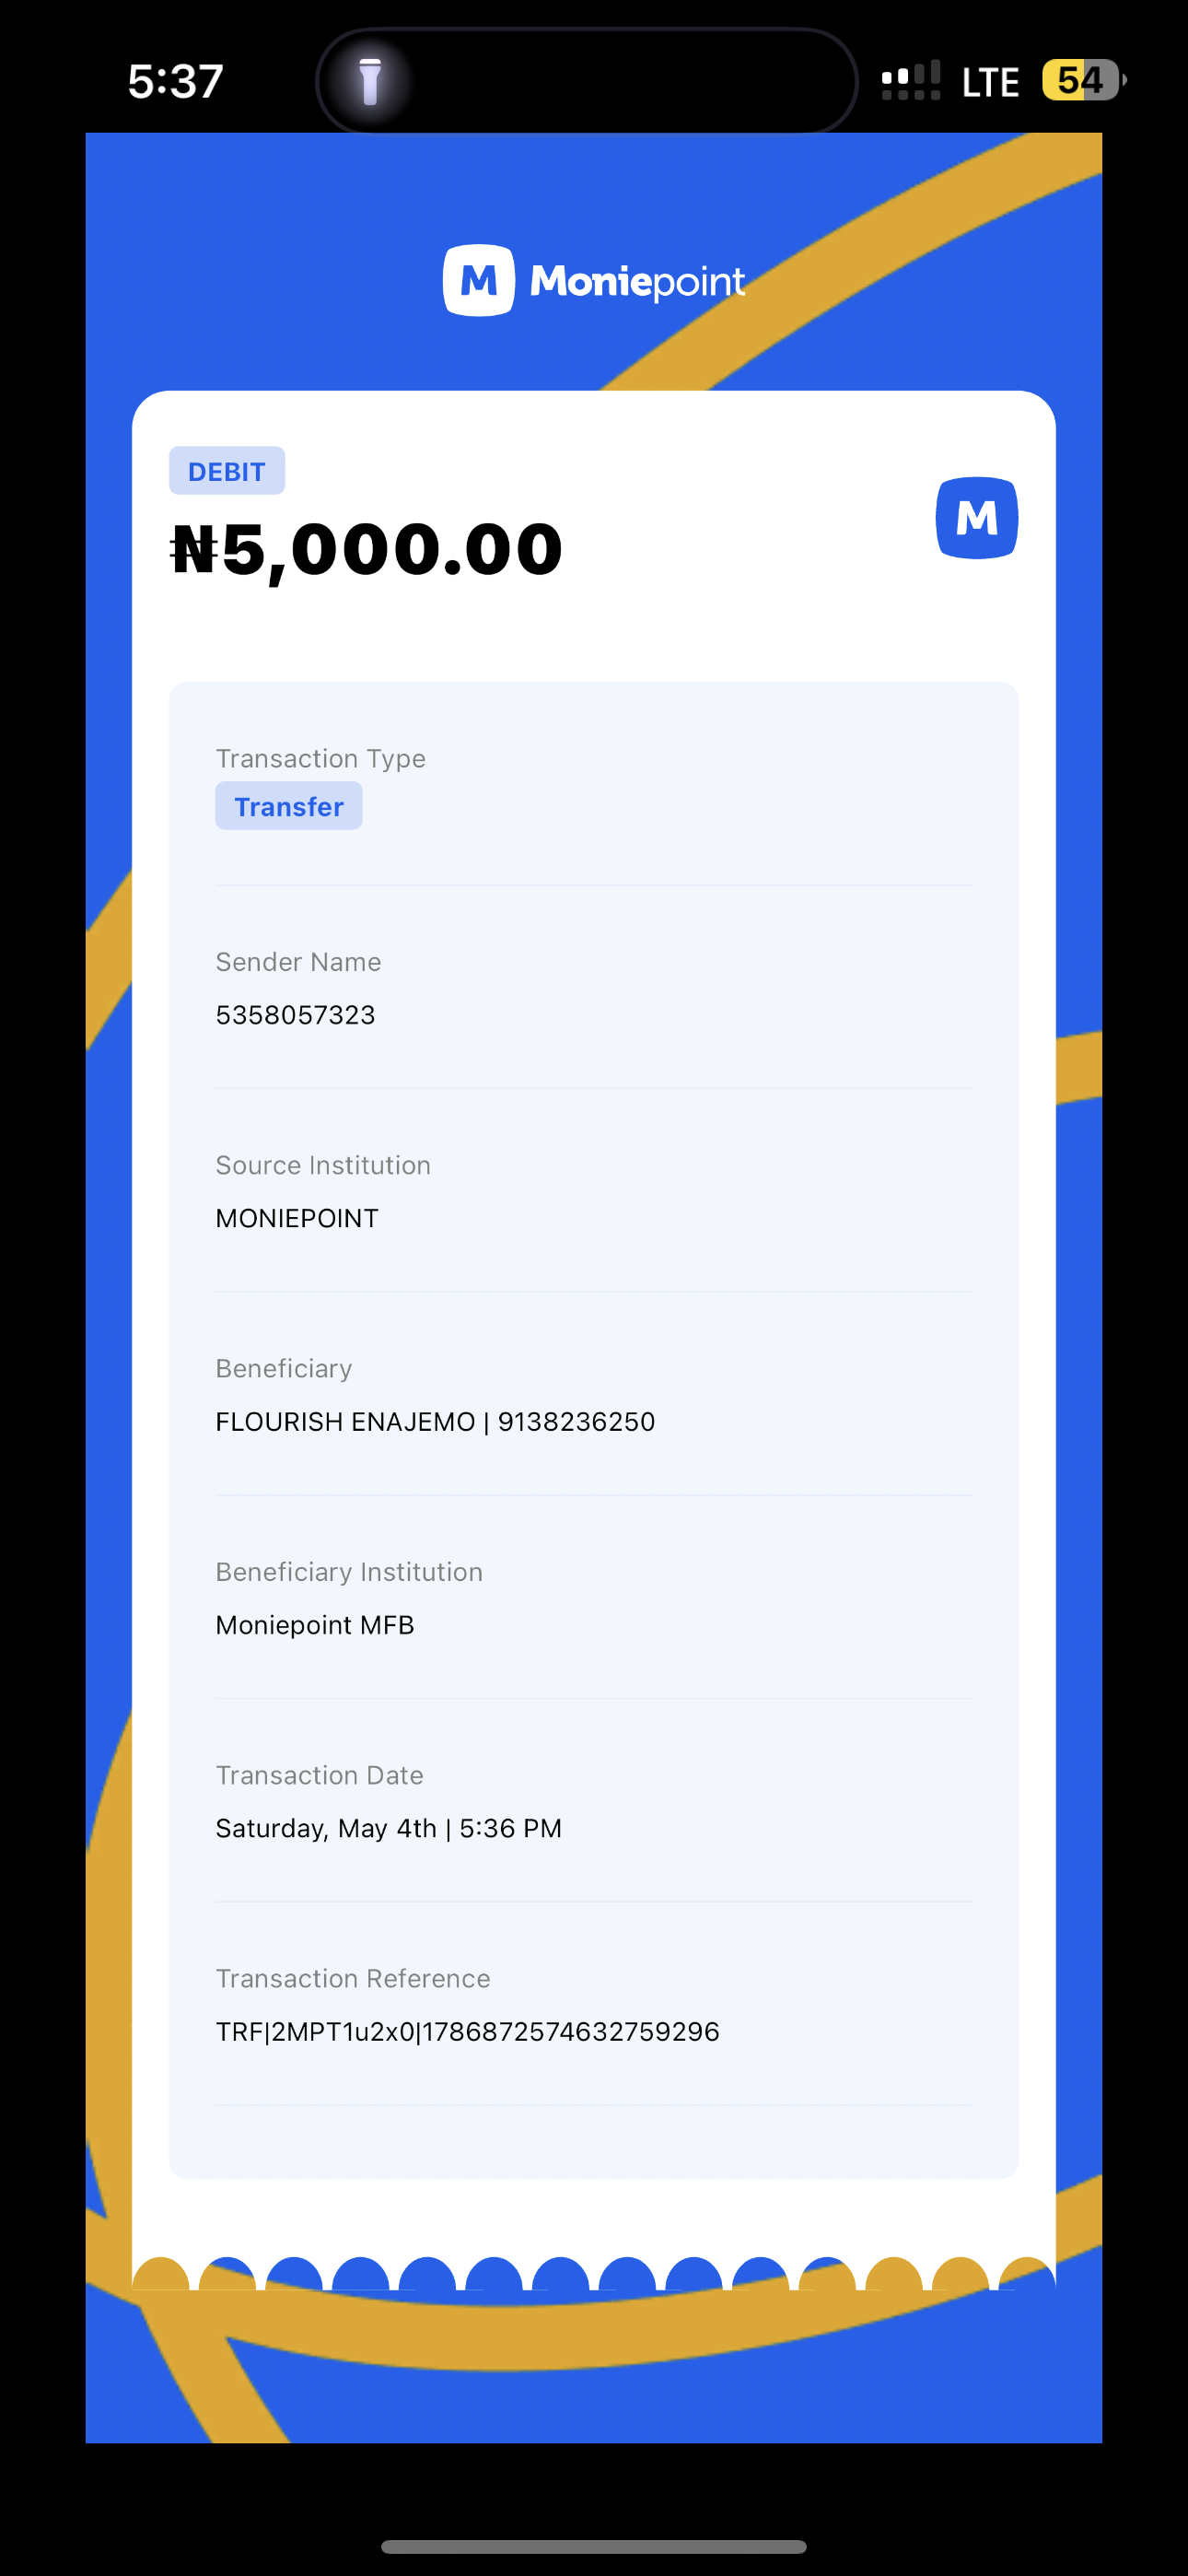 5:37
LTE
54
M Moniepoint
DEBIT
₦5,000.00
M
Transaction Type
Transfer
Sender Name
5358057323
Source Institution
MONIEPOINT
Beneficiary
FLOURISH ENAJEMO | 9138236250
Beneficiary Institution
Moniepoint MFB
Transaction Date
Saturday, May 4th | 5:36 PM
Transaction Reference
TRF|2MPT1u2x0|1786872574632759296